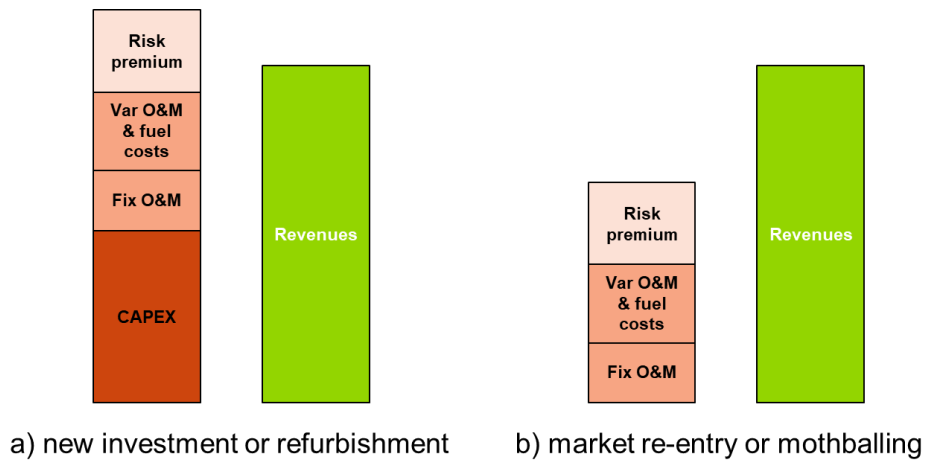 Risk
premium
Var O&M
& fuel
costs
Fix O&M
CAPEX
Revenues
a) new investment or refurbishment
Risk
premium
Var O&M
& fuel
costs
Fix O&M
Revenues
b) market re-entry or mothballing